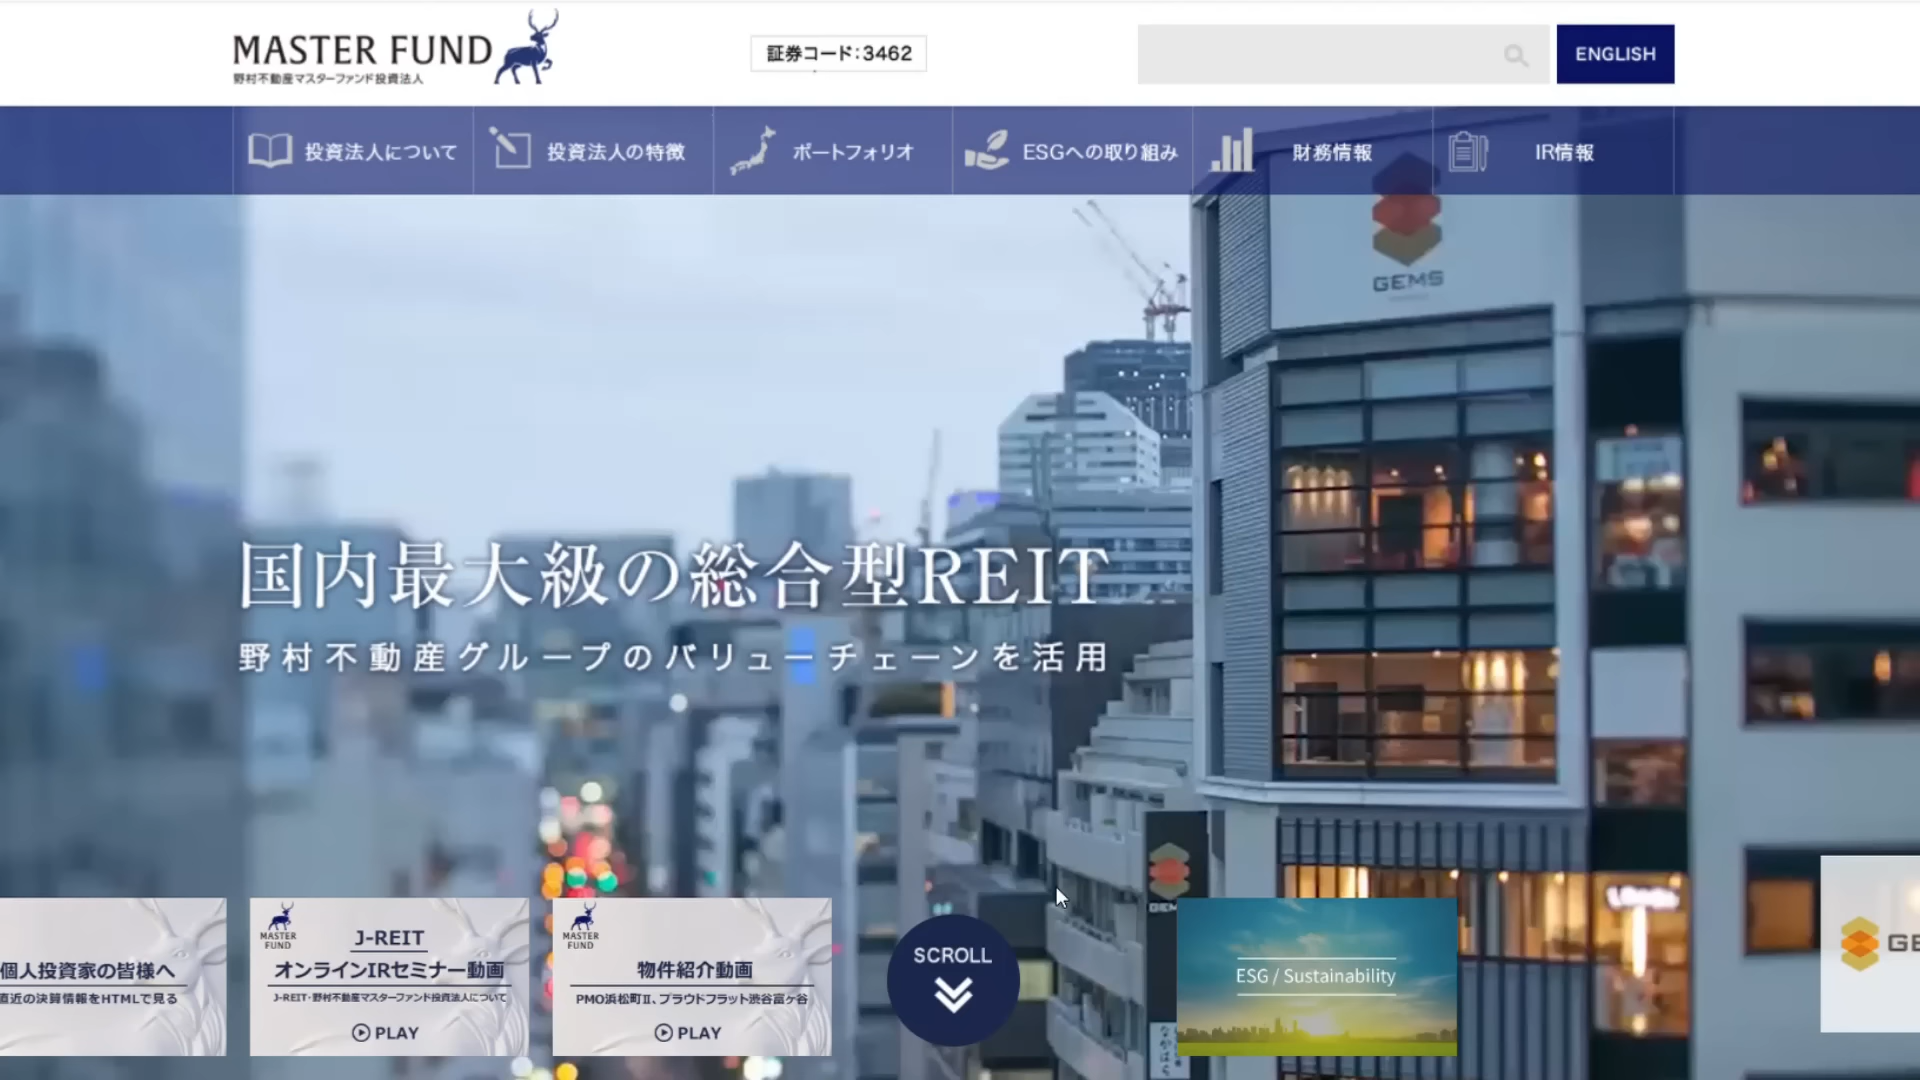 MASTER FUND
野村不動産マスターファンド投資法人
証券コード：3462
ENGLISH
投資法人について
投資法人の特徴
ポートフォリオ
ESGへの取り組み
財務情報
IR情報
GEMS
国内最大級の総合型REIT
野村不動産グループのバリューチェーンを活用
個人投資家の皆様へ
直近の決算情報をHTMLで見る
MASTER
FUND
J-REIT
オンラインIRセミナー動画
J-REIT・野村不動産マスターファンド投資法人について
PLAY
MASTER
FUND
物件紹介動画
PMO浜松町Ⅱ、プラウドフラット渋谷富ヶ谷
PLAY
SCROLL
ESG / Sustainability
GE